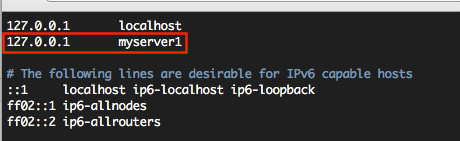 127.0.0.1 localhost
127.0.0.1 myserver1
# The following lines are desirable for IPv6 capable hosts
::1 localhost ip6-localhost ip6-loopback
ff02::1 ip6-allnodes
ff02::2 ip6-allrouters